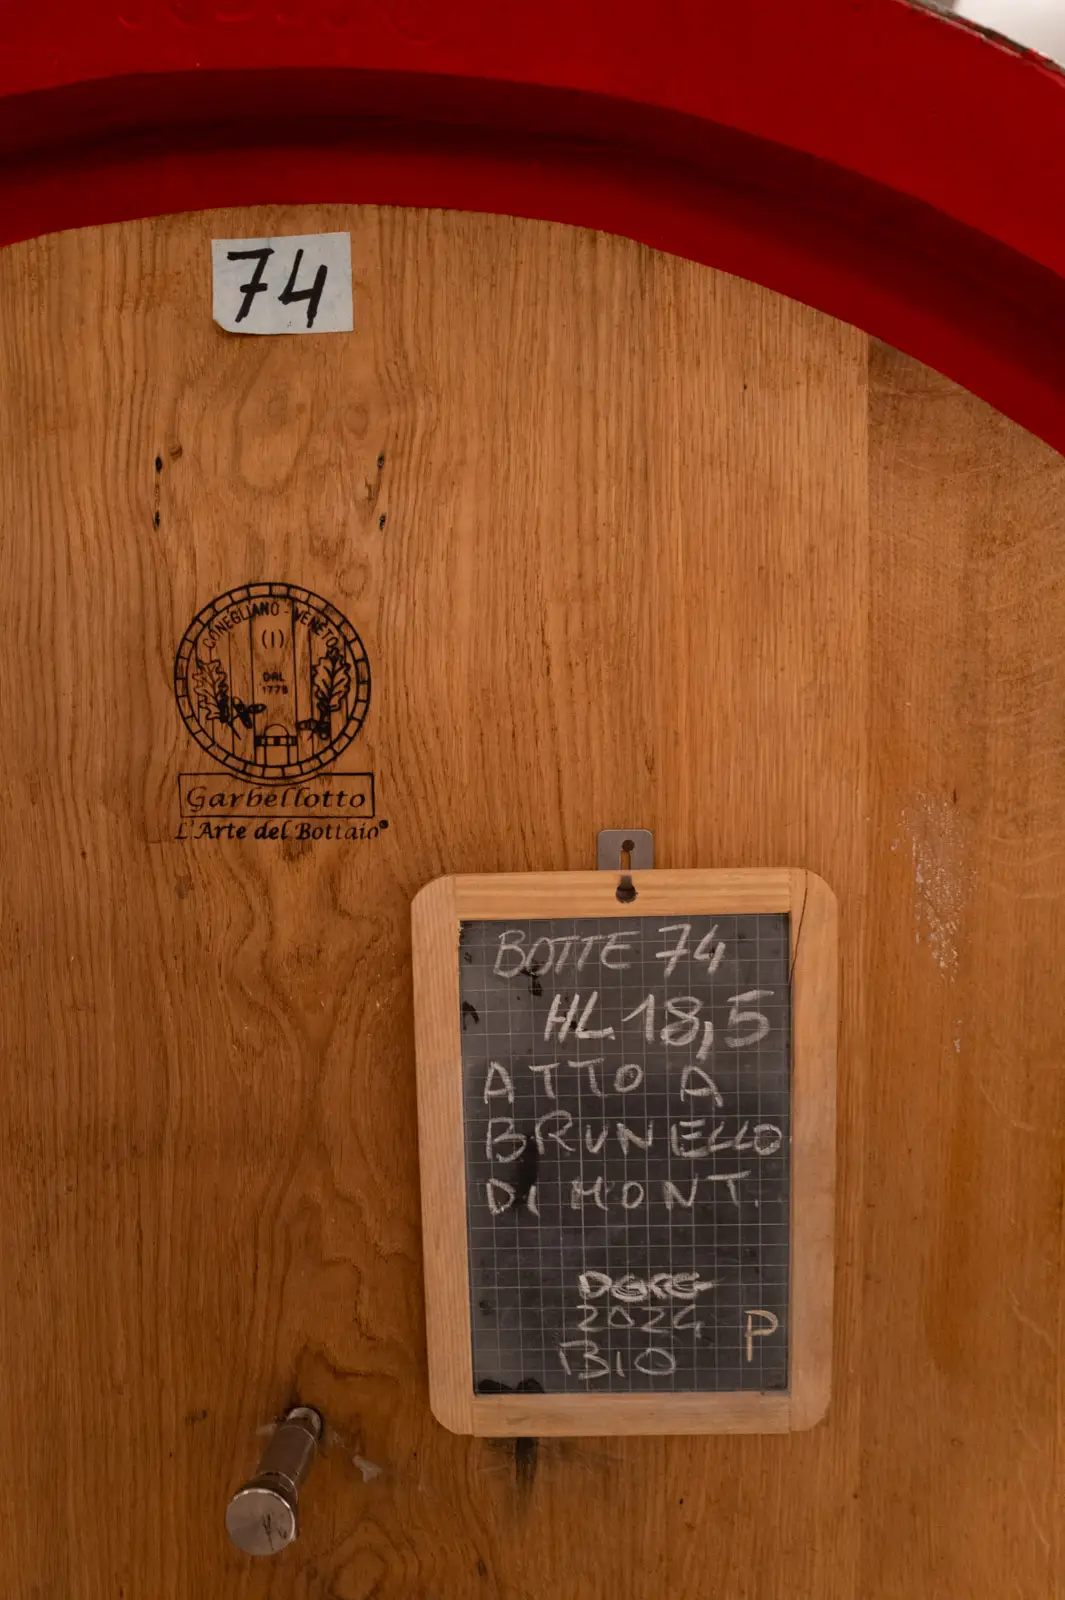 74
CONEGLIANO - VENETO
(I)
DAL
1775
Garbellotto
L'Arte del Bottaio®
BOTTE 74
HL 18,5
ATTO A
BRUNELLO
DI MONT.
DOCG
2024
BIO
P